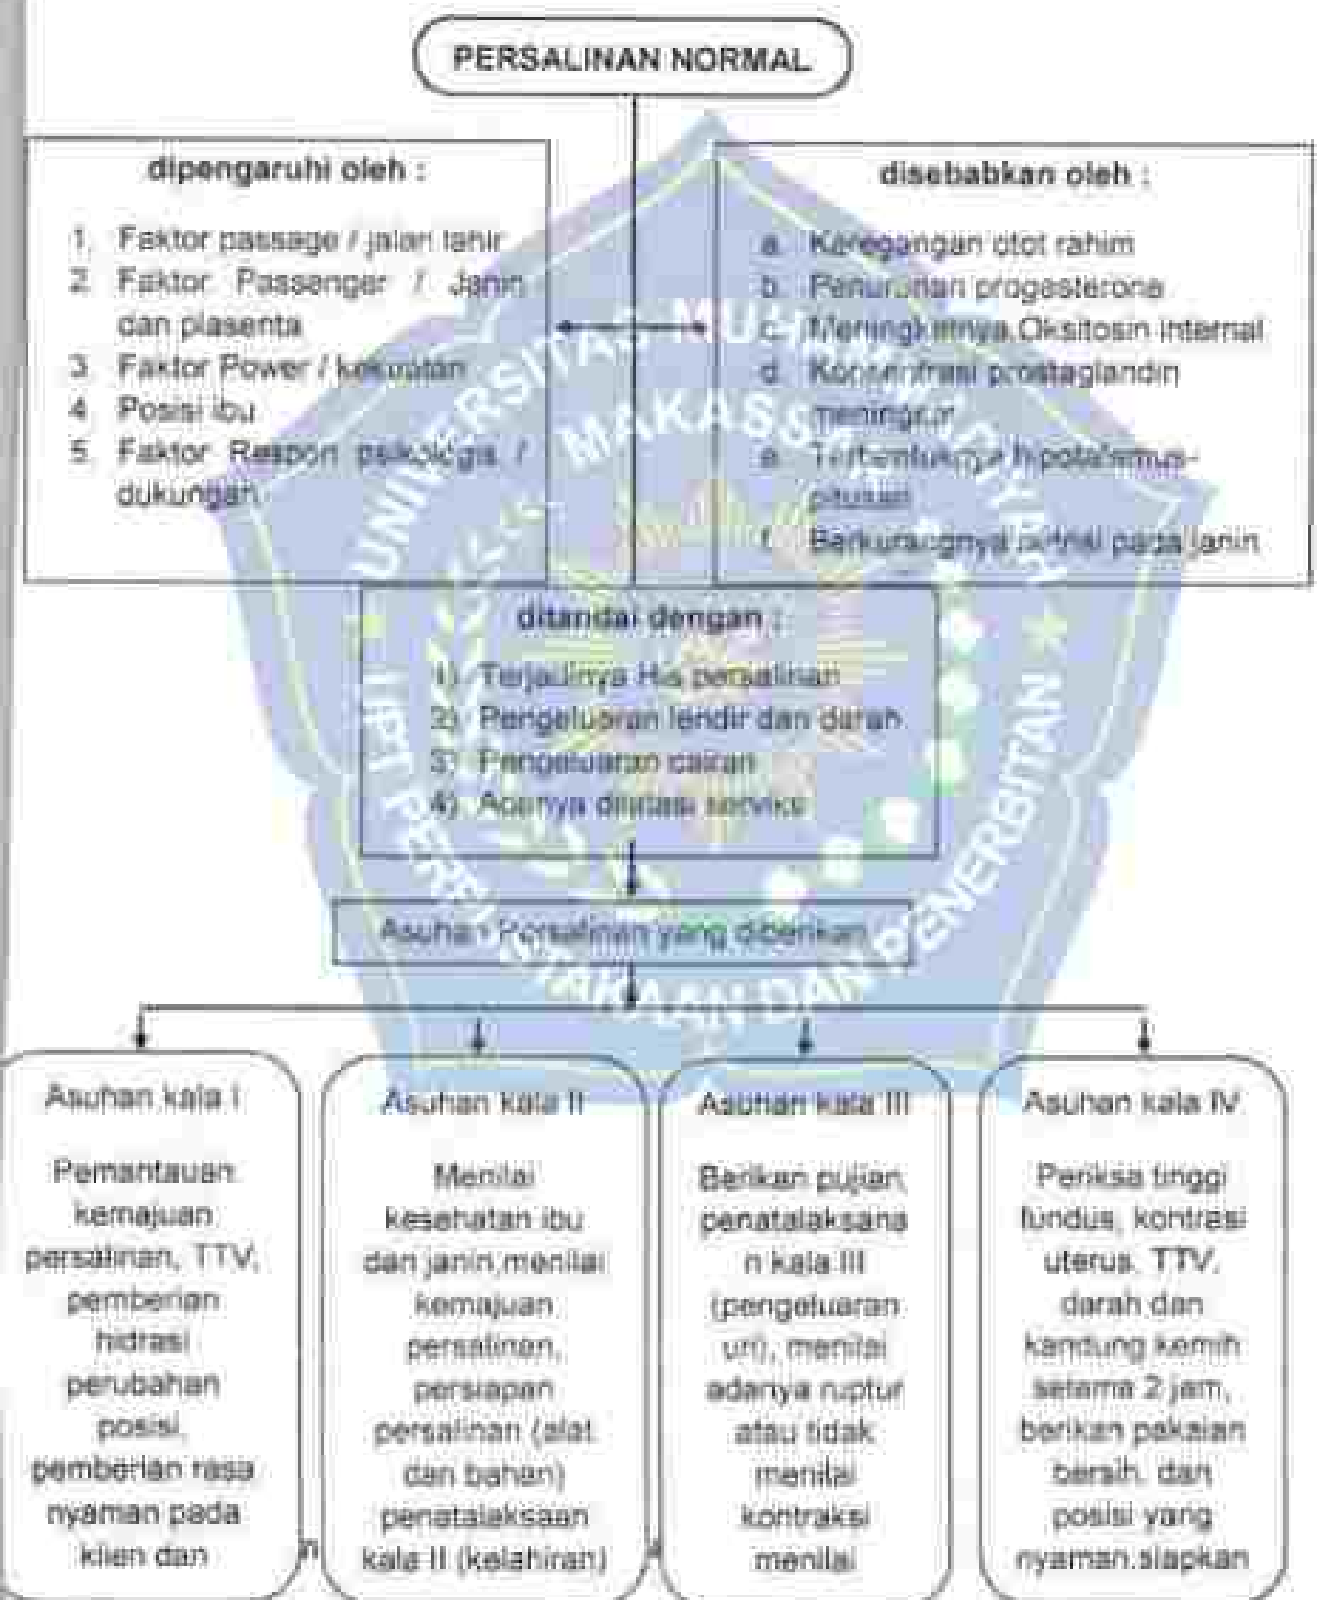 PERSALINAN NORMAL
dipengaruhi oleh :
1. Faktor passage / jalan lahir
2. Faktor Passenger / Janin
dan plasenta
3. Faktor Power / kekuatan
4. Posisi ibu
5. Faktor Respon psikologis /
dukungan
disebabkan oleh :
a. Keregangan otot rahim
b. Penurunan progesterone
c. Meningkatnya Oksitosin internal
d. Konsentrasi prostaglandin
meningkat
e. Terbentuknya hipotalamus-
pituitari
f. Berkurangnya nutrisi pada janin
ditandai dengan :
1) Terjadinya His persalinan
2) Pengeluaran lendir dan darah
3) Pengeluaran cairan
4) Adanya dilatasi serviks
Asuhan Persalinan yang diberikan
Asuhan kala I
Pemantauan
kemajuan
persalinan, TTV,
pemberian
hidrasi
perubahan
posisi,
pemberian rasa
nyaman pada
klien dan
Asuhan kala II
Menilai
kesehatan ibu
dan janin,menilai
kemajuan
persalinan,
persiapan
persalinan (alat
dan bahan)
penatalaksaan
kala II (kelahiran)
Asuhan kala III
Berikan pujian,
penatalaksana
n kala III
(pengeluaran
uri), menilai
adanya ruptur
atau tidak
menilai
kontraksi
menilai
Asuhan kala IV
Periksa tinggi
fundus, kontrasi
uterus, TTV,
darah dan
kandung kemih
selama 2 jam,
berikan pakaian
bersih, dan
posisi yang
nyaman,siapkan
UNIVERSITAS MUH
MAKASS
DAN PENERBITAN